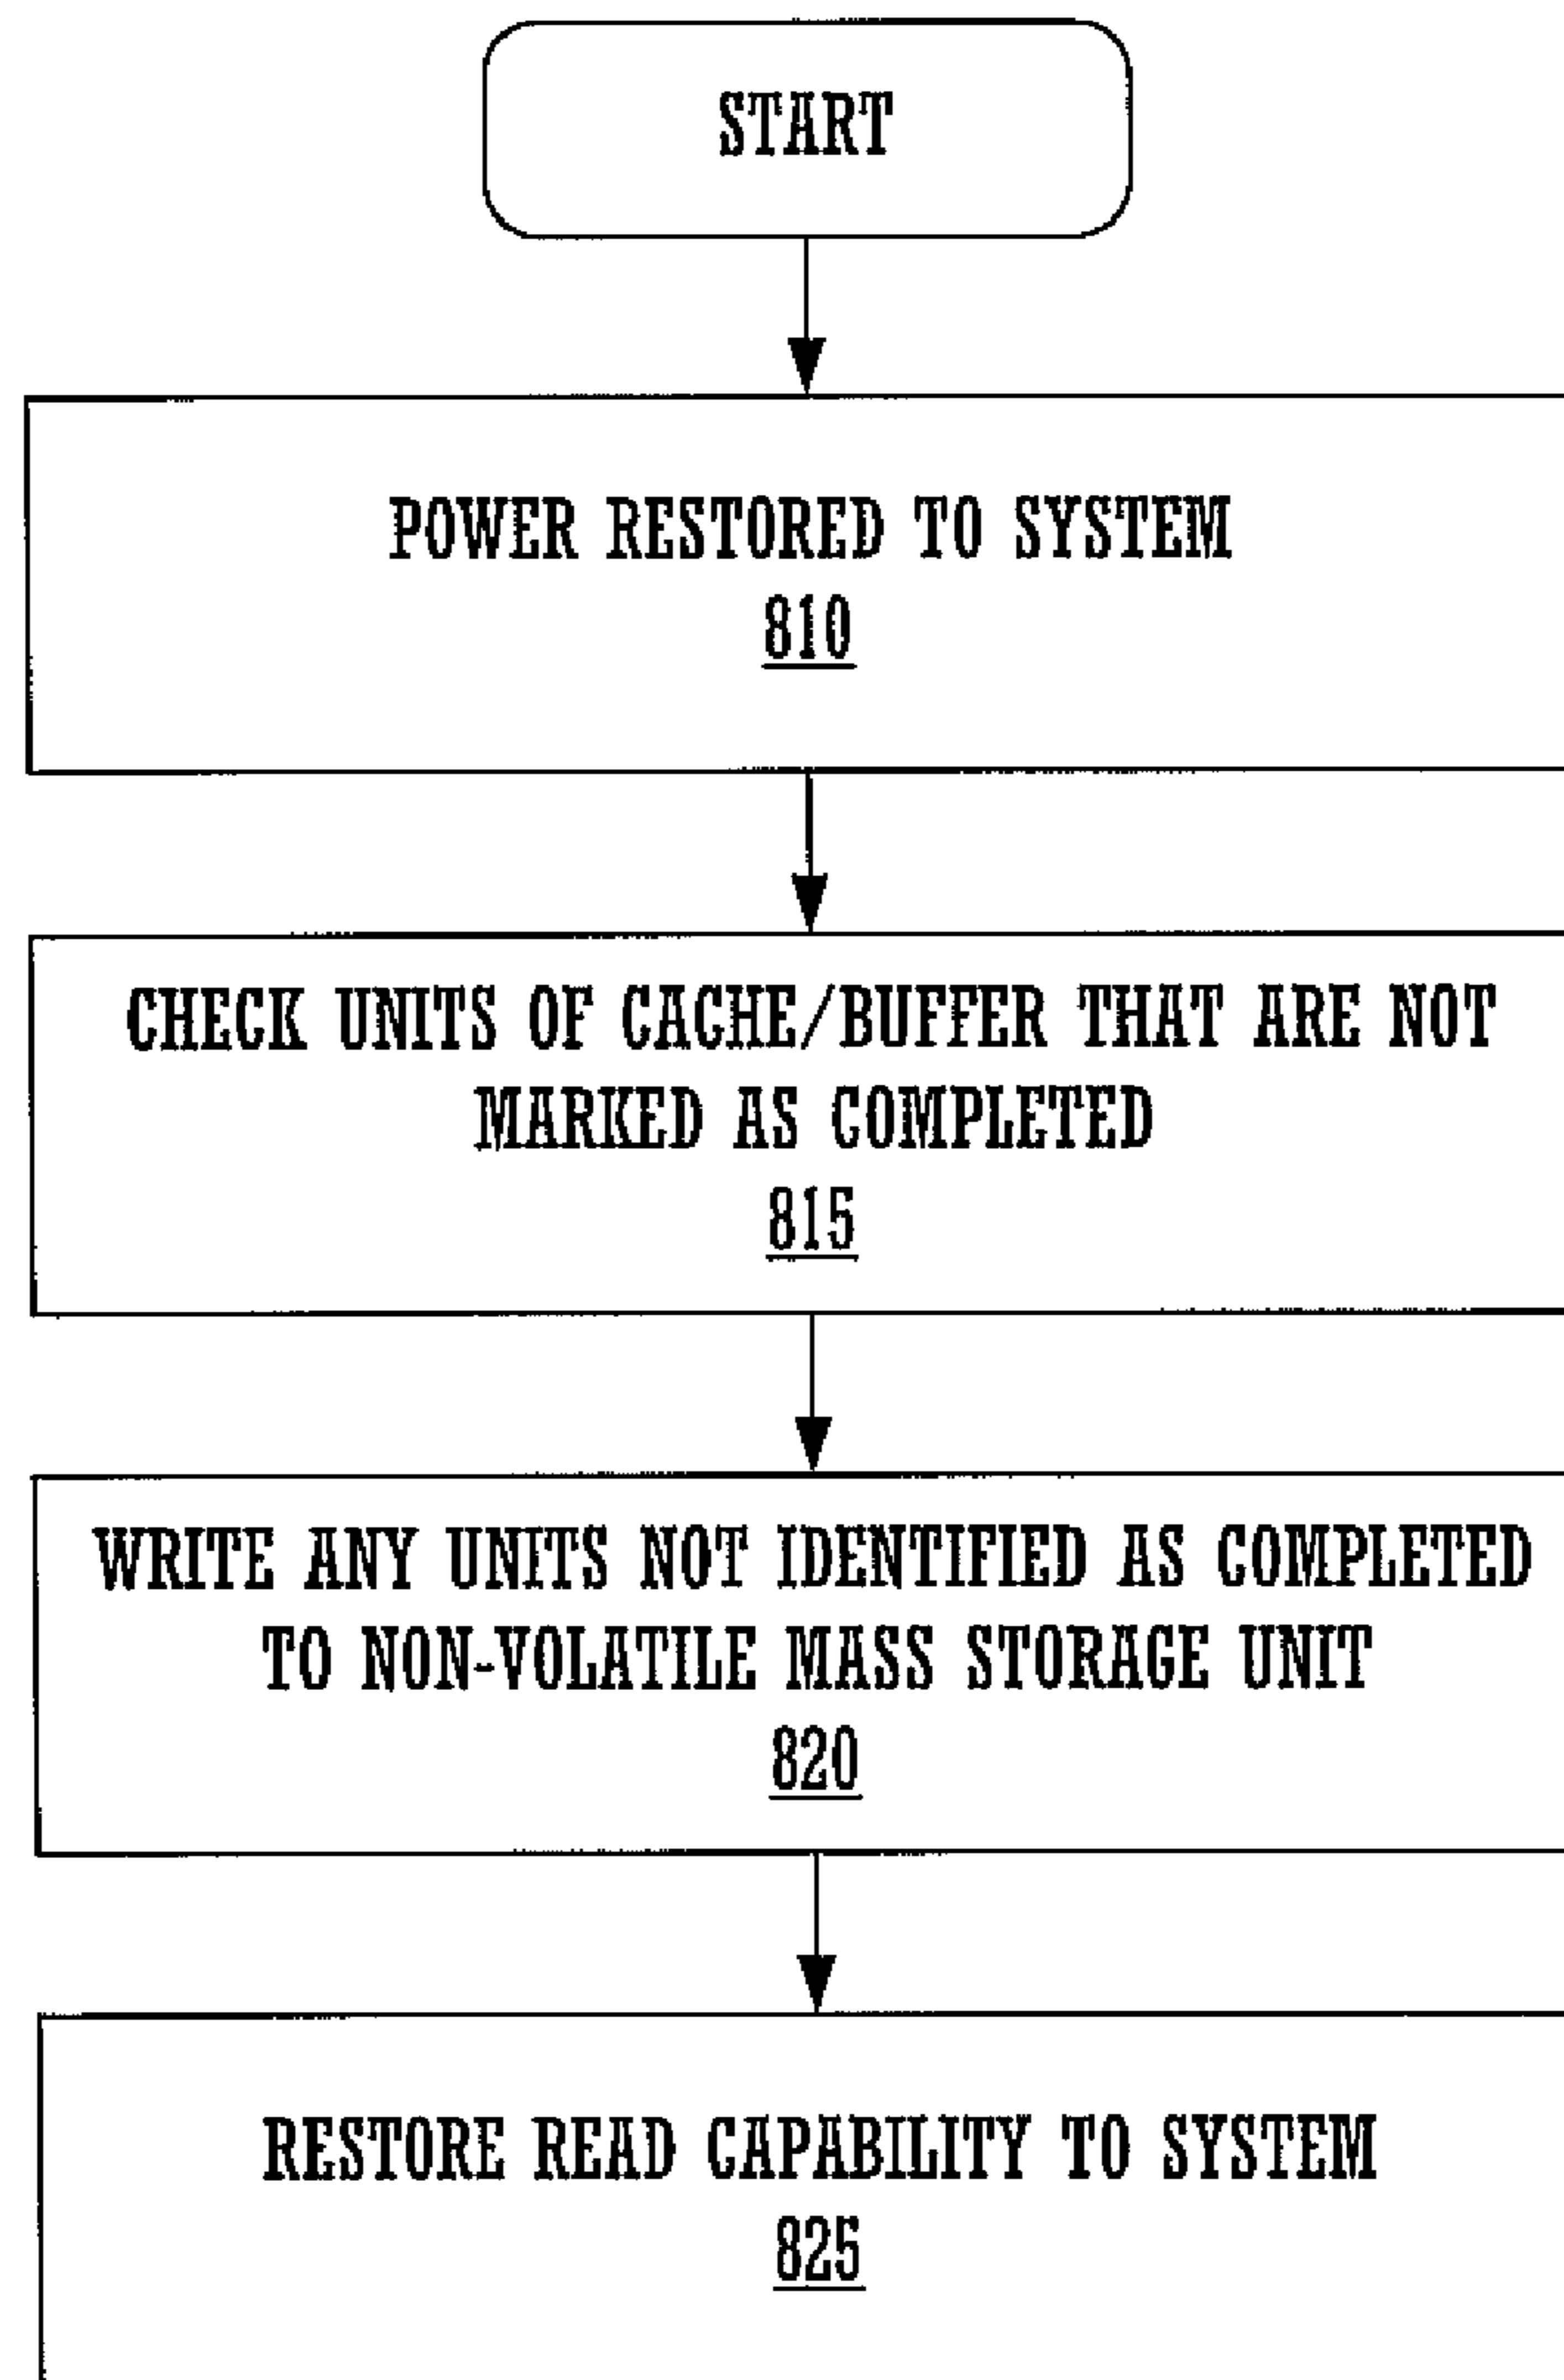 START
POWER RESTORED TO SYSTEM
810
CHECK UNITS OF CACHE/BUFFER THAT ARE NOT
MARKED AS COMPLETED
815
WRITE ANY UNITS NOT IDENTIFIED AS COMPLETED
TO NON-VOLATILE MASS STORAGE UNIT
820
RESTORE READ CAPABILITY TO SYSTEM
825